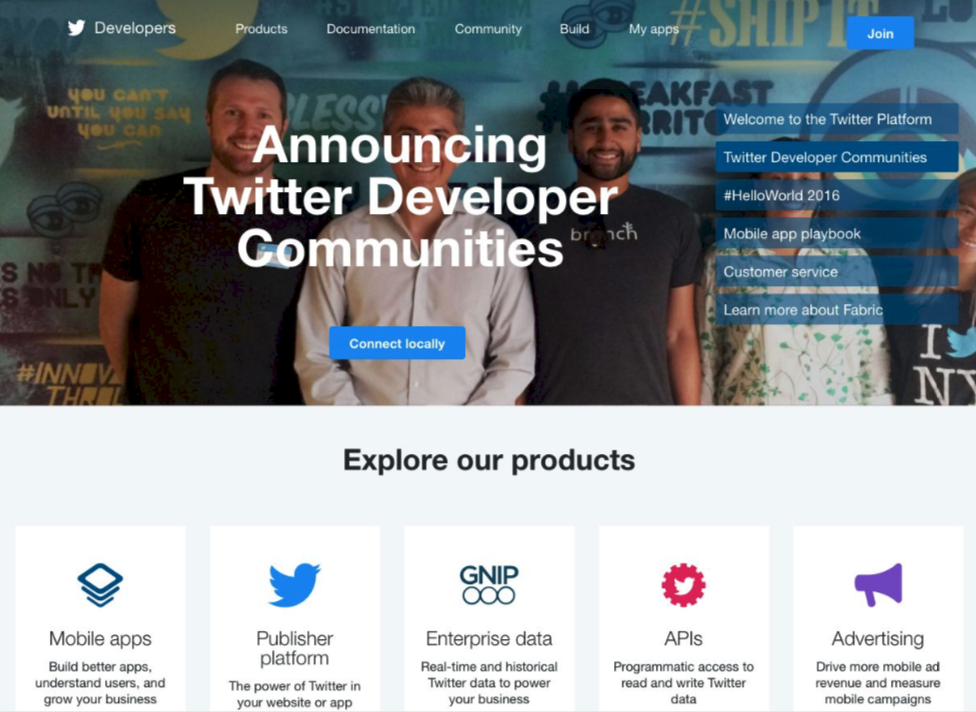 Developers
Products
Documentation
Community
Build
My apps
Join
#SHIP IT
YOU CAN'T
UNTIL YOU SAY
YOU CAN
Announcing
Twitter Developer
Communities
branch
Connect locally
Welcome to the Twitter Platform
Twitter Developer Communities
#HelloWorld 2016
Mobile app playbook
Customer service
Learn more about Fabric
I
NY
Explore our products
Mobile apps
Build better apps,
understand users, and
grow your business
Publisher
platform
The power of Twitter in
your website or app
GNIP
Enterprise data
Real-time and historical
Twitter data to power
your business
APIs
Programmatic access to
read and write Twitter
data
Advertising
Drive more mobile ad
revenue and measure
mobile campaigns